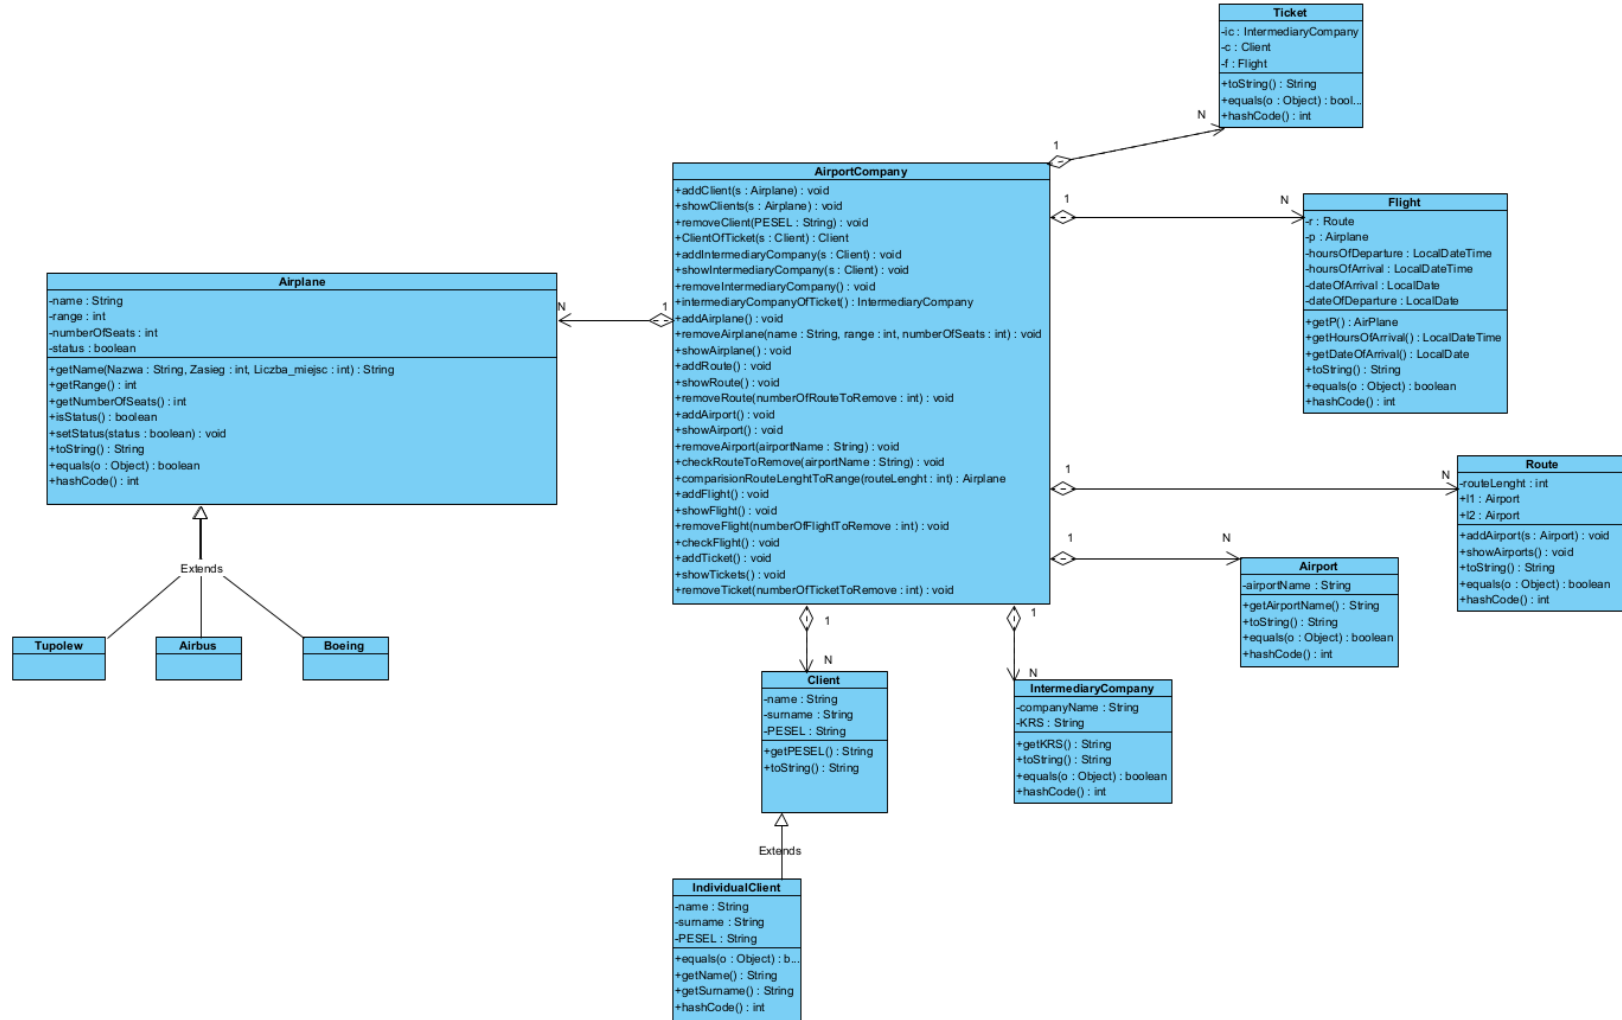 Ticket
-ic : IntermediaryCompany
-c : Client
-f : Flight
+toString() : String
+equals(o : Object) : bool...
+hashCode() : int
N
1
AirportCompany
+addClient(s : Airplane) : void
+showClients(s : Airplane) : void
+removeClient(PESEL : String) : void
+ClientOfTicket(s : Client) : Client
+addIntermediaryCompany(s : Client) : void
+showIntermediaryCompany(s : Client) : void
+removeIntermediaryCompany() : void
+intermediaryCompanyOfTicket() : IntermediaryCompany
+addAirplane() : void
+removeAirplane(name : String, range : int, numberOfSeats : int) : void
+showAirplane() : void
+addRoute() : void
+showRoute() : void
+removeRoute(numberOfRouteToRemove : int) : void
+addAirport() : void
+showAirport() : void
+removeAirport(airportName : String) : void
+checkRouteToRemove(airportName : String) : void
+comparisionRouteLenghtToRange(routeLenght : int) : Airplane
+addFlight() : void
+showFlight() : void
+removeFlight(numberOfFlightToRemove : int) : void
+checkFlight() : void
+addTicket() : void
+showTickets() : void
+removeTicket(numberOfTicketToRemove : int) : void
1
N
Flight
-r : Route
-p : Airplane
-hoursOfDeparture : LocalDateTime
-hoursOfArrival : LocalDateTime
-dateOfArrival : LocalDate
-dateOfDeparture : LocalDate
+getP() : AirPlane
+getHoursOfArrival() : LocalDateTime
+getDateOfArrival() : LocalDate
+toString() : String
+equals(o : Object) : boolean
+hashCode() : int
Airplane
-name : String
-range : int
-numberOfSeats : int
-status : boolean
+getName(Nazwa : String, Zasieg : int, Liczba_miejsc : int) : String
+getRange() : int
+getNumberOfSeats() : int
+isStatus() : boolean
+setStatus(status : boolean) : void
+toString() : String
+equals(o : Object) : boolean
+hashCode() : int
N
1
1
N
Route
-routeLenght : int
+l1 : Airport
+l2 : Airport
+addAirport(s : Airport) : void
+showAirports() : void
+toString() : String
+equals(o : Object) : boolean
+hashCode() : int
1
N
Airport
-airportName : String
+getAirportName() : String
+toString() : String
+equals(o : Object) : boolean
+hashCode() : int
Extends
Tupolew
Airbus
Boeing
1
N
Client
-name : String
-surname : String
-PESEL : String
+getPESEL() : String
+toString() : String
1
N
IntermediaryCompany
-companyName : String
-KRS : String
+getKRS() : String
+toString() : String
+equals(o : Object) : boolean
+hashCode() : int
Extends
IndividualClient
-name : String
-surname : String
-PESEL : String
+equals(o : Object) : b...
+getName() : String
+getSurname() : String
+hashCode() : int